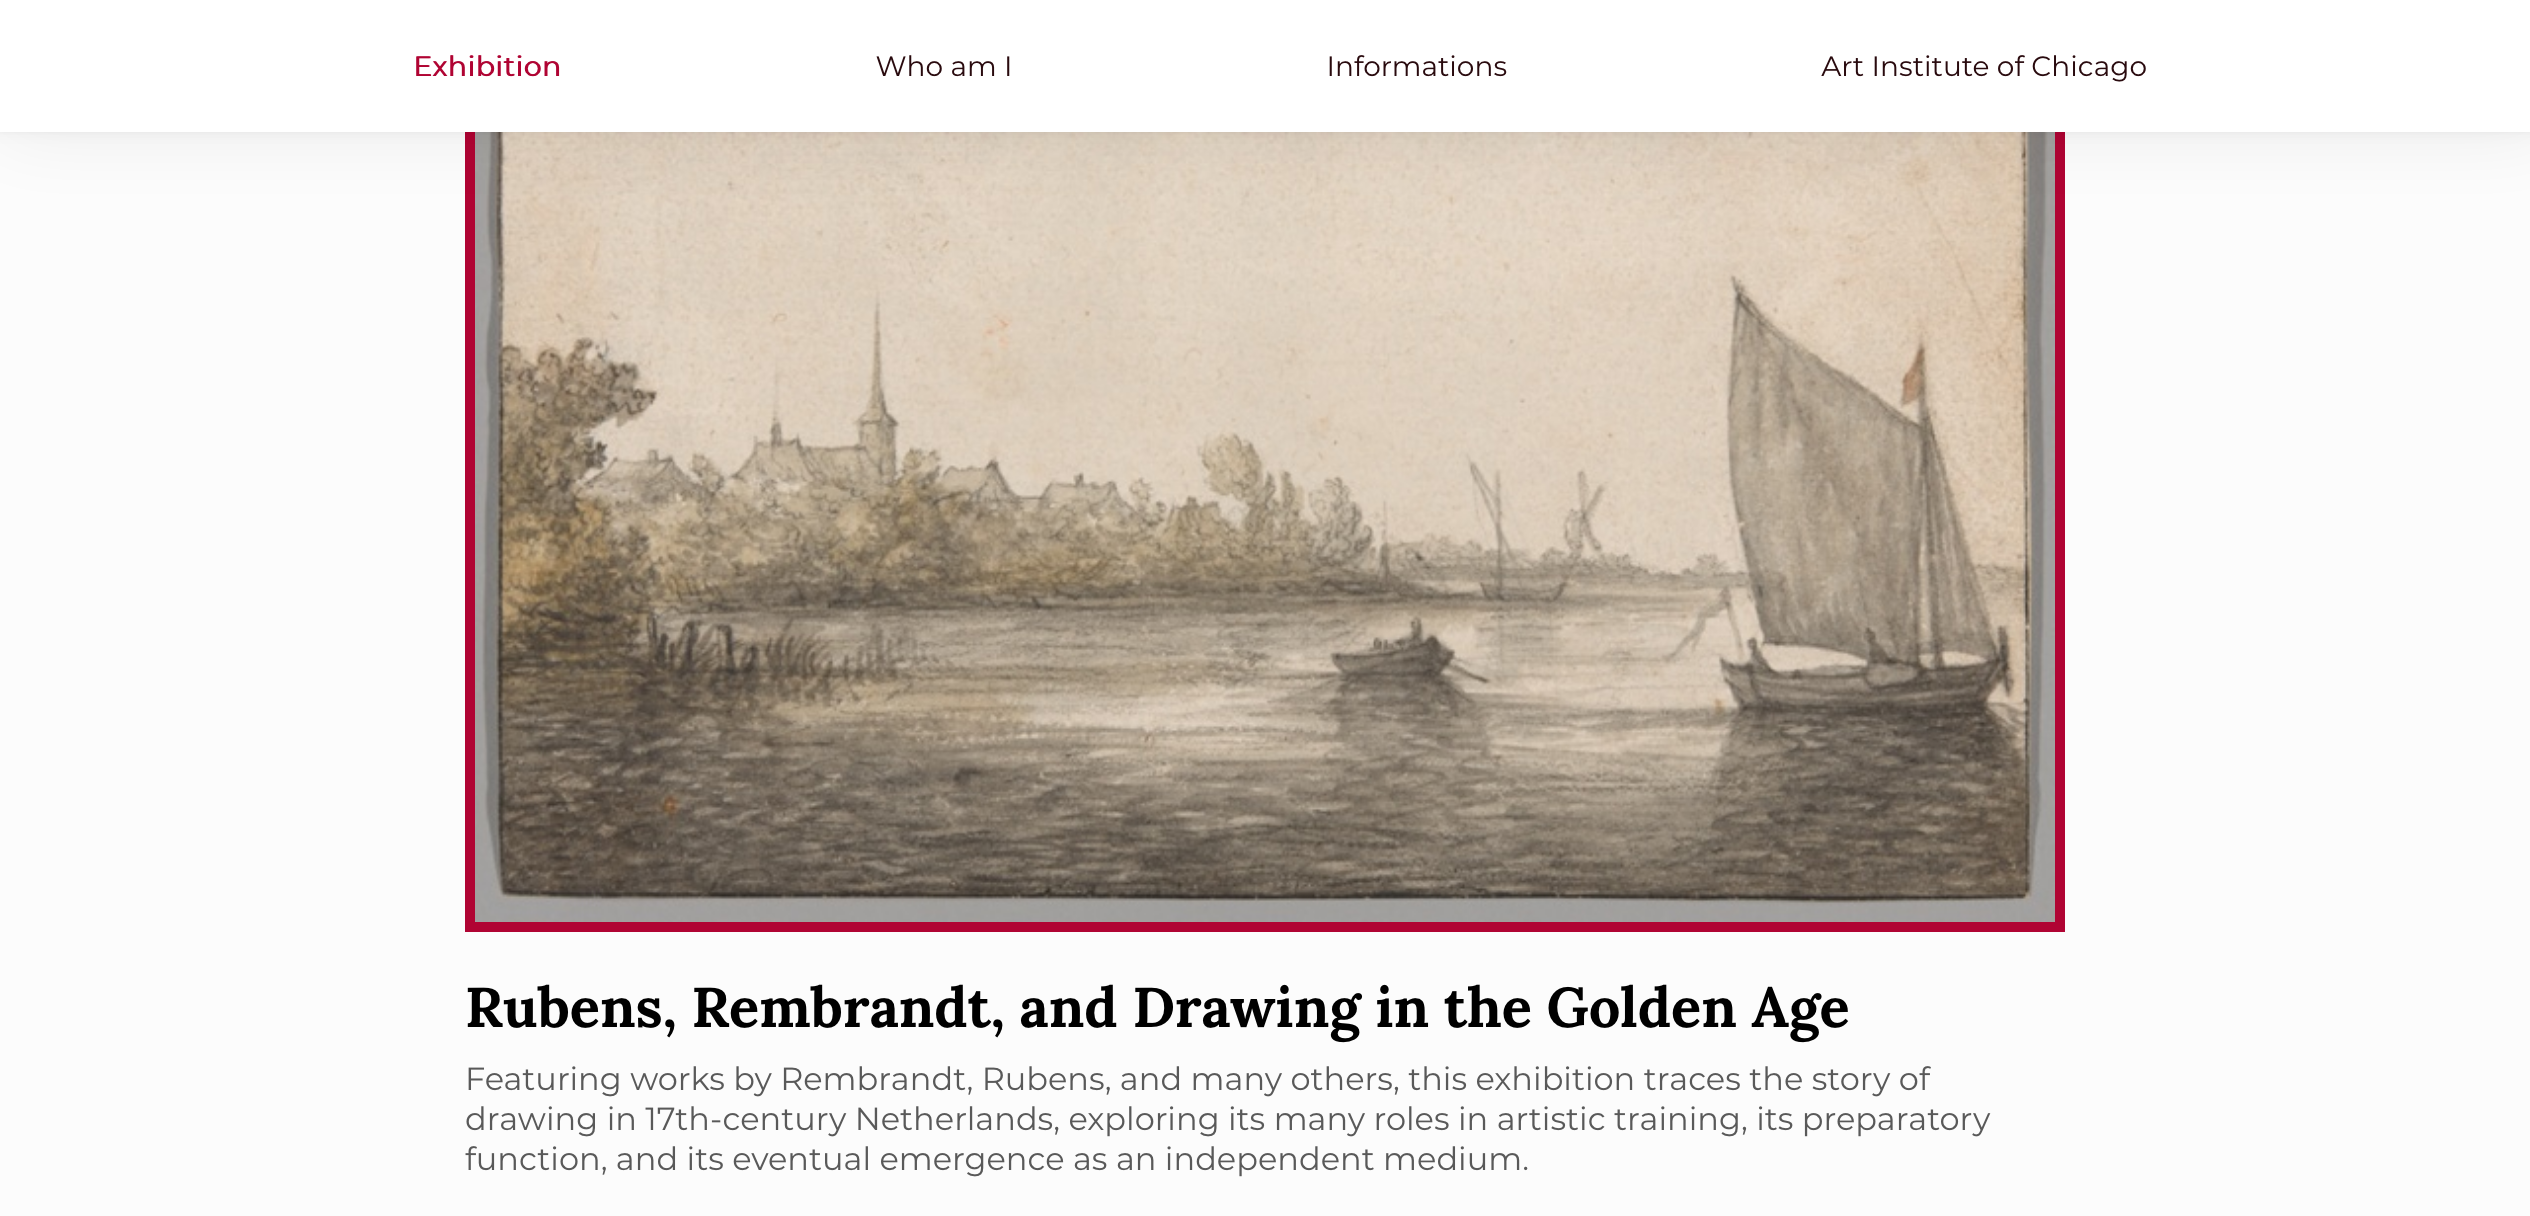 Exhibition
Who am I
Informations
Art Institute of Chicago
Rubens, Rembrandt, and Drawing in the Golden Age
Featuring works by Rembrandt, Rubens, and many others, this exhibition traces the story of
drawing in 17th-century Netherlands, exploring its many roles in artistic training, its preparatory
function, and its eventual emergence as an independent medium.